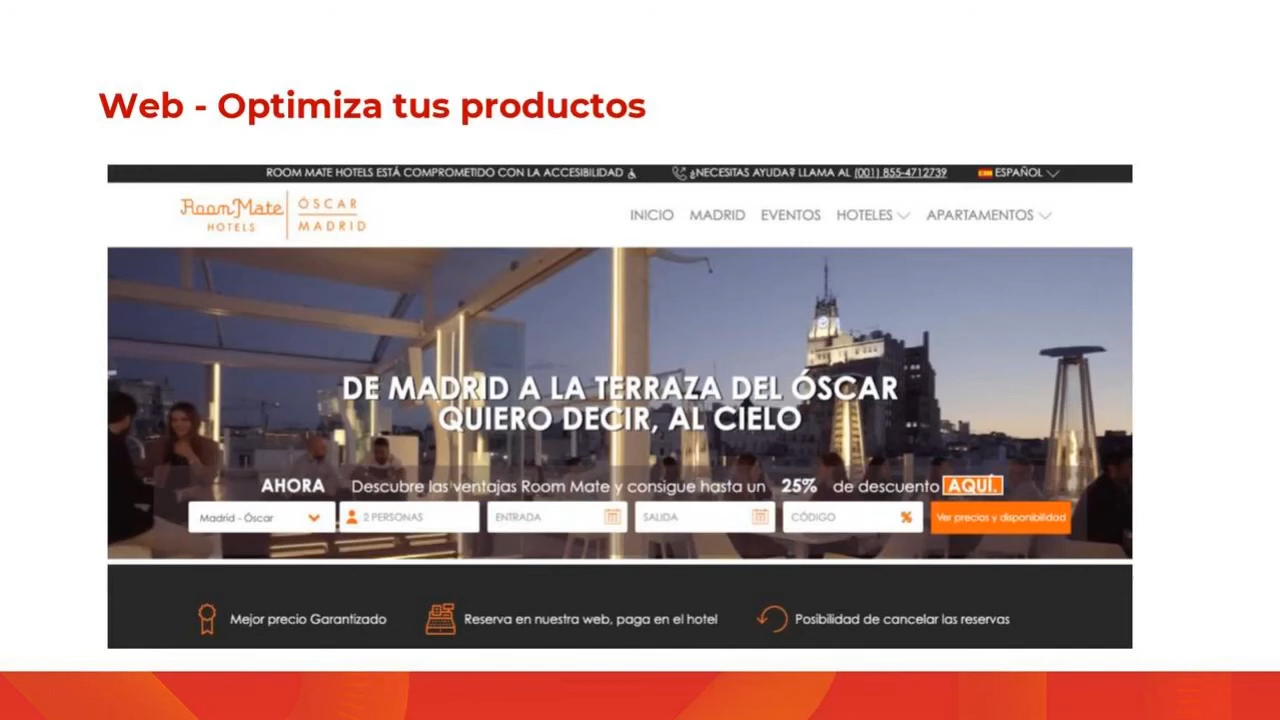 Web - Optimiza tus productos
ROOM MATE HOTELS ESTÁ COMPROMETIDO CON LA ACCESIBILIDAD
¿NECESITAS AYUDA? LLAMA AL (001) 855-4712739
ESPAÑOL
Room Mate
HOTELS
ÓSCAR
MADRID
INICIO MADRID EVENTOS HOTELES APARTAMENTOS
DE MADRID A LA TERRAZA DEL ÓSCAR
QUIERO DECIR, AL CIELO
AHORA Descubre las ventajas Room Mate y consigue hasta un 25% de descuento AQUÍ.
Madrid - Óscar 2 PERSONAS ENTRADA SALIDA CÓDIGO Ver precios y disponibilidad
Mejor precio Garantizado Reserva en nuestra web, paga en el hotel Posibilidad de cancelar las reservas